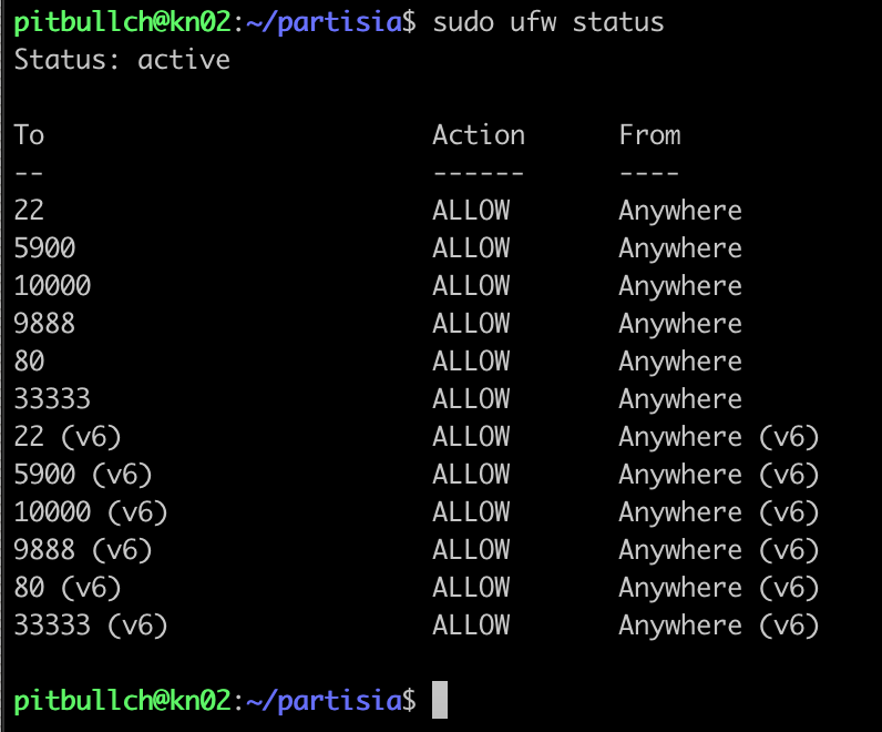 pitbullch@kn02:~/partisia$ sudo ufw status
Status: active
To Action From
-- ------ ----
22 ALLOW Anywhere
5900 ALLOW Anywhere
10000 ALLOW Anywhere
9888 ALLOW Anywhere
80 ALLOW Anywhere
33333 ALLOW Anywhere
22 (v6) ALLOW Anywhere (v6)
5900 (v6) ALLOW Anywhere (v6)
10000 (v6) ALLOW Anywhere (v6)
9888 (v6) ALLOW Anywhere (v6)
80 (v6) ALLOW Anywhere (v6)
33333 (v6) ALLOW Anywhere (v6)
pitbullch@kn02:~/partisia$